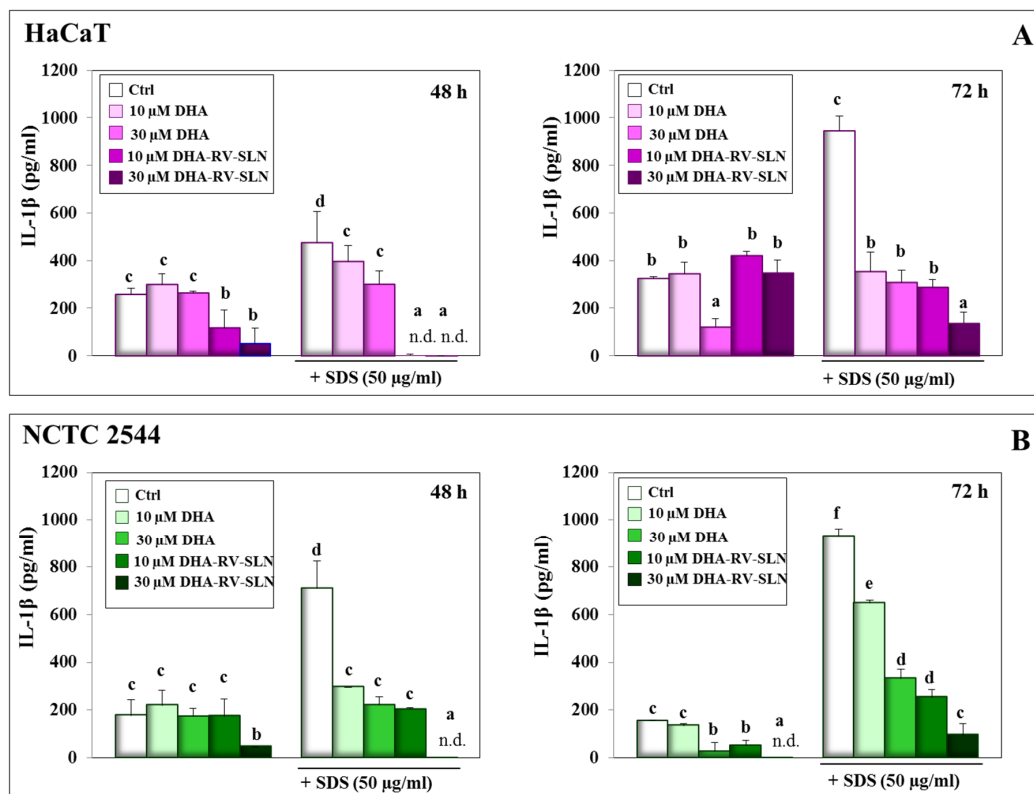 HaCaT
A
1200
1000
800
600
400
200
0
IL-1β (pg/ml)
Ctrl
10 µM DHA
30 µM DHA
10 µM DHA-RV-SLN
30 µM DHA-RV-SLN
48 h
c c c b b d c c a a
n.d. n.d.
+ SDS (50 µg/ml)
1200
1000
800
600
400
200
0
IL-1β (pg/ml)
Ctrl
10 µM DHA
30 µM DHA
10 µM DHA-RV-SLN
30 µM DHA-RV-SLN
72 h
b b a b b c b b b a
+ SDS (50 µg/ml)
NCTC 2544
B
1200
1000
800
600
400
200
0
IL-1β (pg/ml)
Ctrl
10 µM DHA
30 µM DHA
10 µM DHA-RV-SLN
30 µM DHA-RV-SLN
48 h
c c c c b d c c c a
n.d.
+ SDS (50 µg/ml)
1200
1000
800
600
400
200
0
IL-1β (pg/ml)
Ctrl
10 µM DHA
30 µM DHA
10 µM DHA-RV-SLN
30 µM DHA-RV-SLN
72 h
c c b b a f e d d c
n.d.
+ SDS (50 µg/ml)